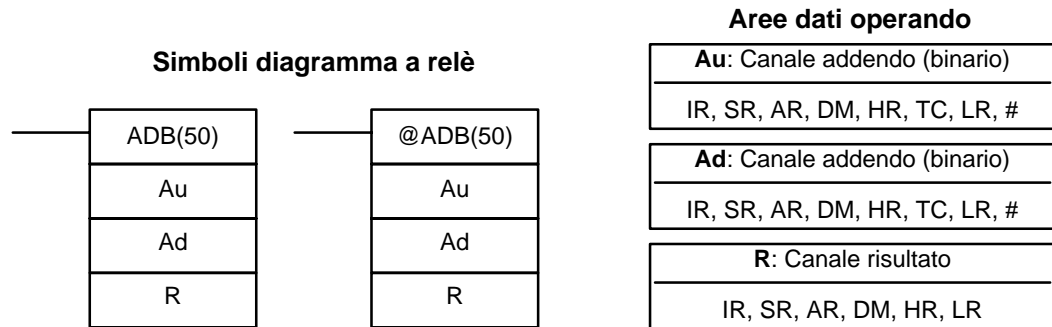 Simboli diagramma a relè
ADB(50)
Au
Ad
R
@ADB(50)
Au
Ad
R
Aree dati operando
Au: Canale addendo (binario)
IR, SR, AR, DM, HR, TC, LR, #
Ad: Canale addendo (binario)
IR, SR, AR, DM, HR, TC, LR, #
R: Canale risultato
IR, SR, AR, DM, HR, LR